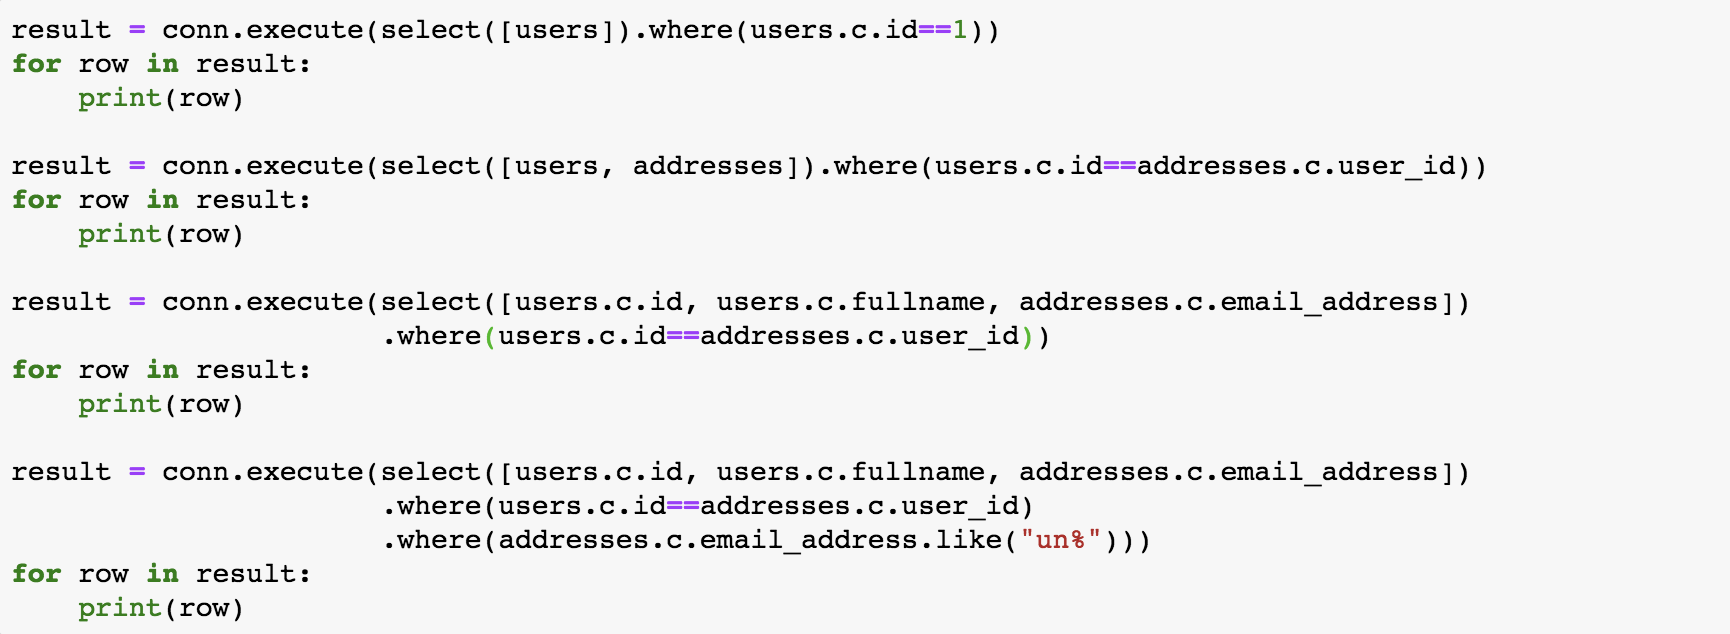 result = conn.execute(select([users]).where(users.c.id==1))
for row in result:
    print(row)

result = conn.execute(select([users, addresses]).where(users.c.id==addresses.c.user_id))
for row in result:
    print(row)

result = conn.execute(select([users.c.id, users.c.fullname, addresses.c.email_address])
                      .where(users.c.id==addresses.c.user_id))
for row in result:
    print(row)

result = conn.execute(select([users.c.id, users.c.fullname, addresses.c.email_address])
                      .where(users.c.id==addresses.c.user_id)
                      .where(addresses.c.email_address.like("un%")))
for row in result:
    print(row)